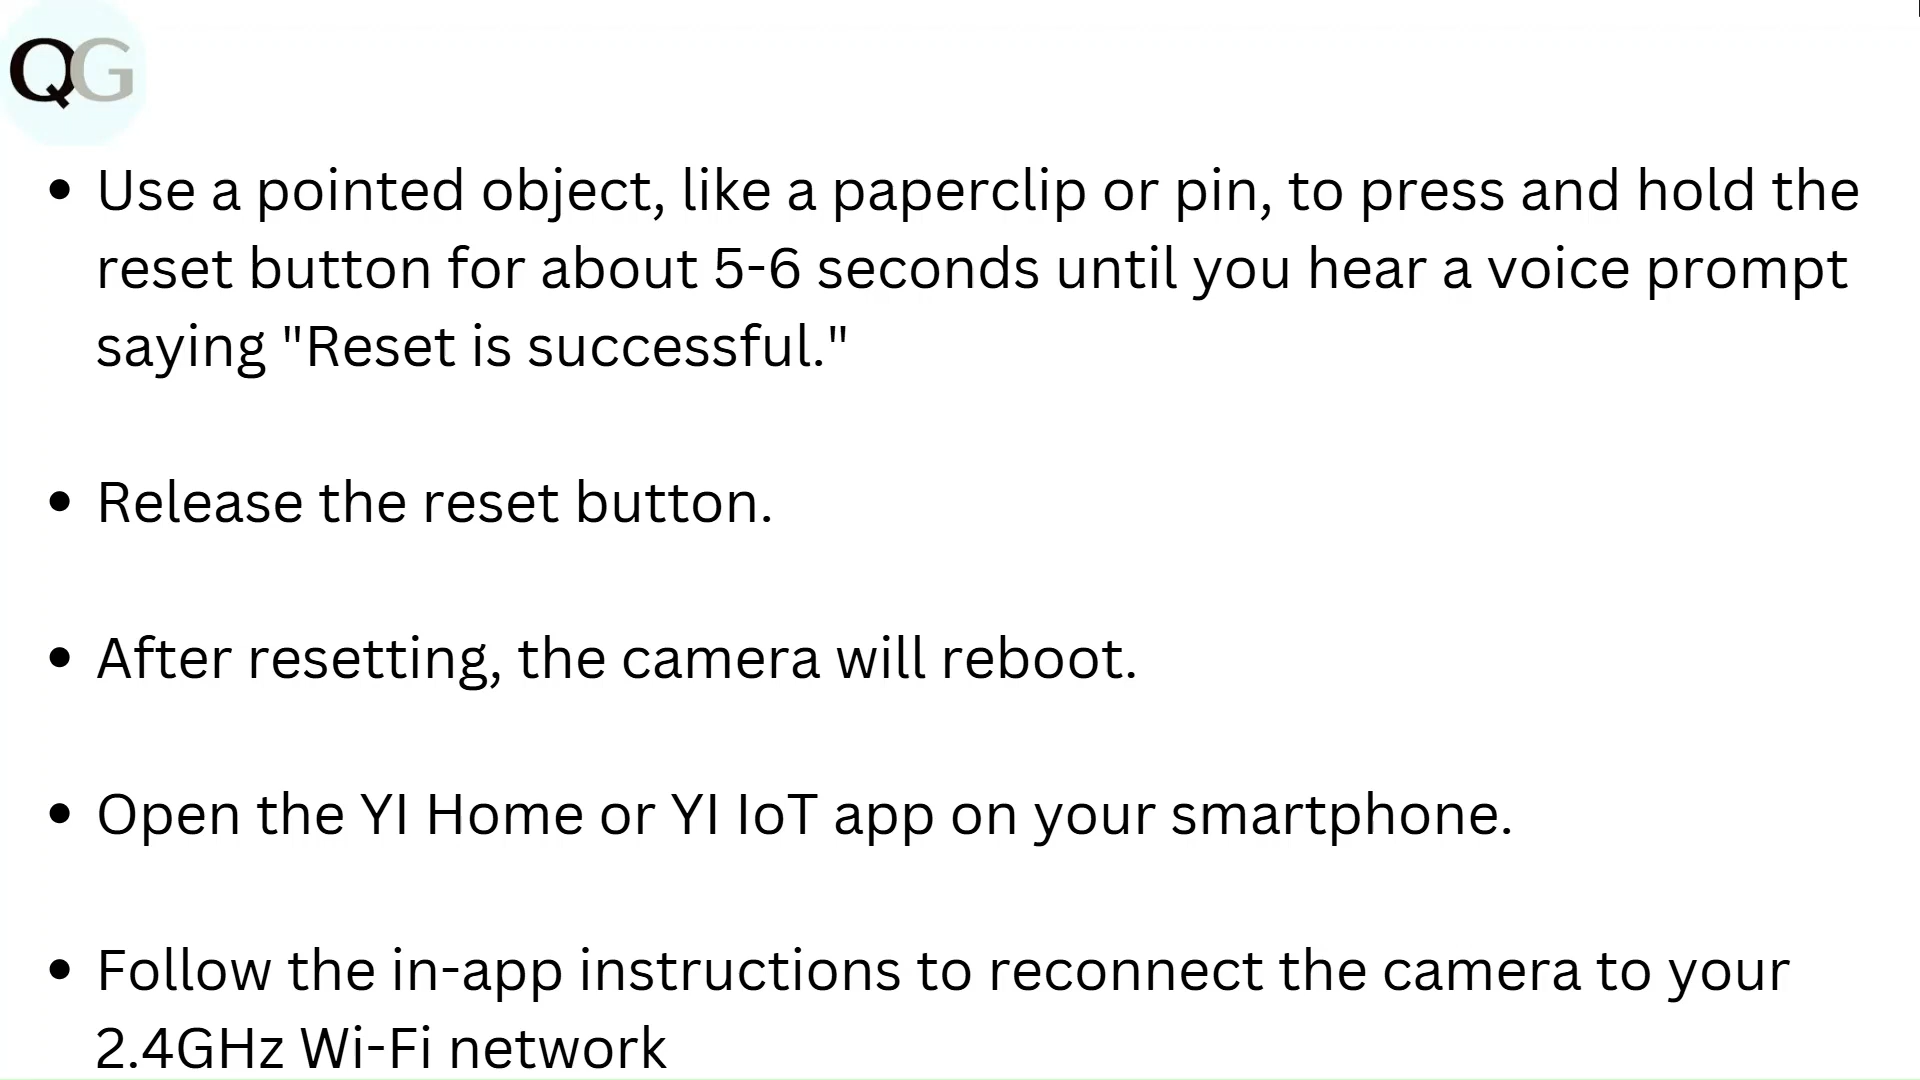 QG
• Use a pointed object, like a paperclip or pin, to press and hold the
reset button for about 5-6 seconds until you hear a voice prompt
saying "Reset is successful."
• Release the reset button.
• After resetting, the camera will reboot.
• Open the YI Home or YI IoT app on your smartphone.
• Follow the in-app instructions to reconnect the camera to your
2.4GHz Wi-Fi network